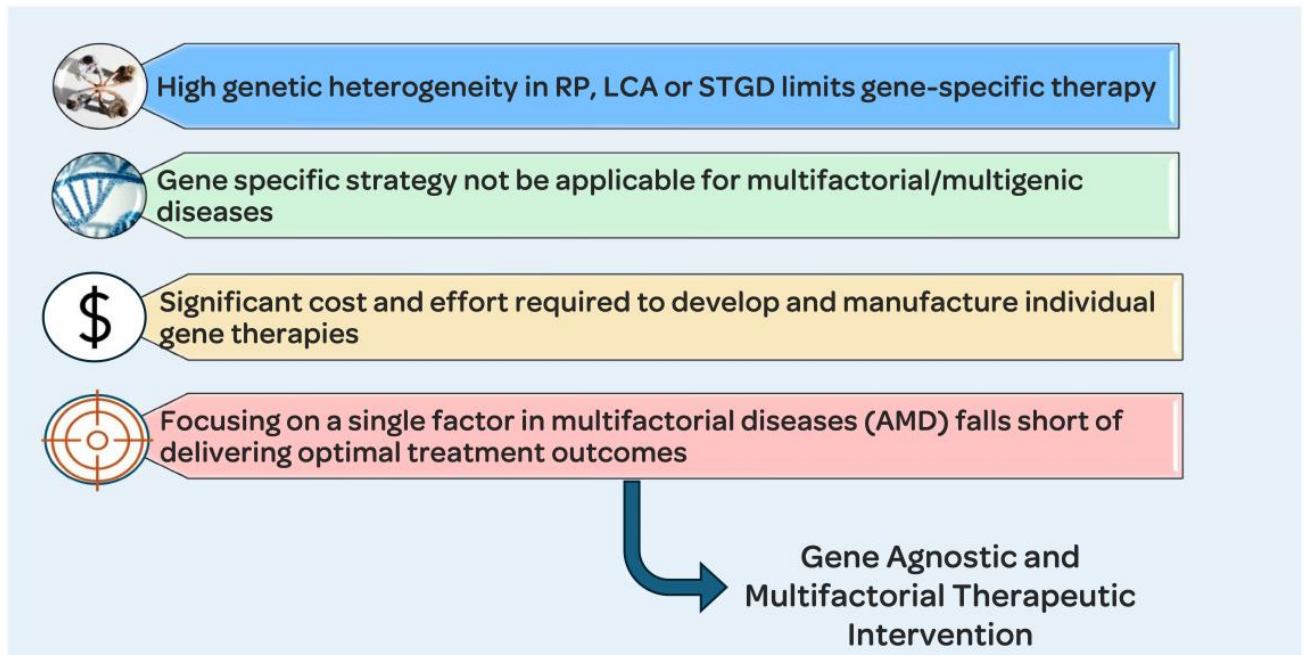 High genetic heterogeneity in RP, LCA or STGD limits gene-specific therapy
Gene specific strategy not be applicable for multifactorial/multigenic
diseases
$
Significant cost and effort required to develop and manufacture individual
gene therapies
Focusing on a single factor in multifactorial diseases (AMD) falls short of
delivering optimal treatment outcomes
Gene Agnostic and
Multifactorial Therapeutic
Intervention